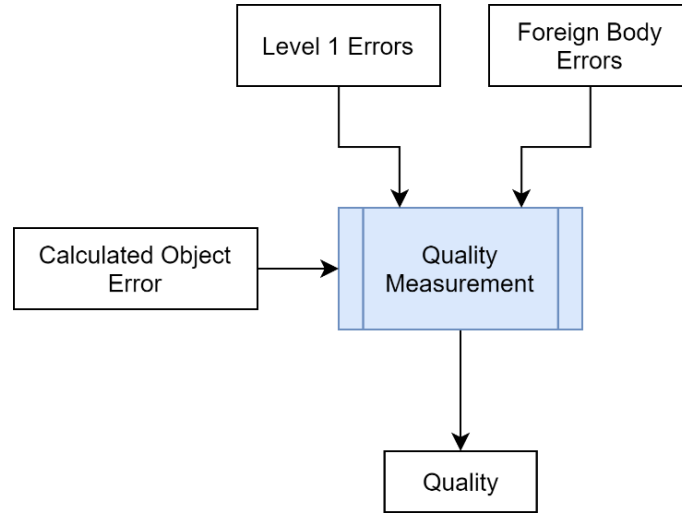 Level 1 Errors
Foreign Body
Errors
Calculated Object
Error
Quality
Measurement
Quality